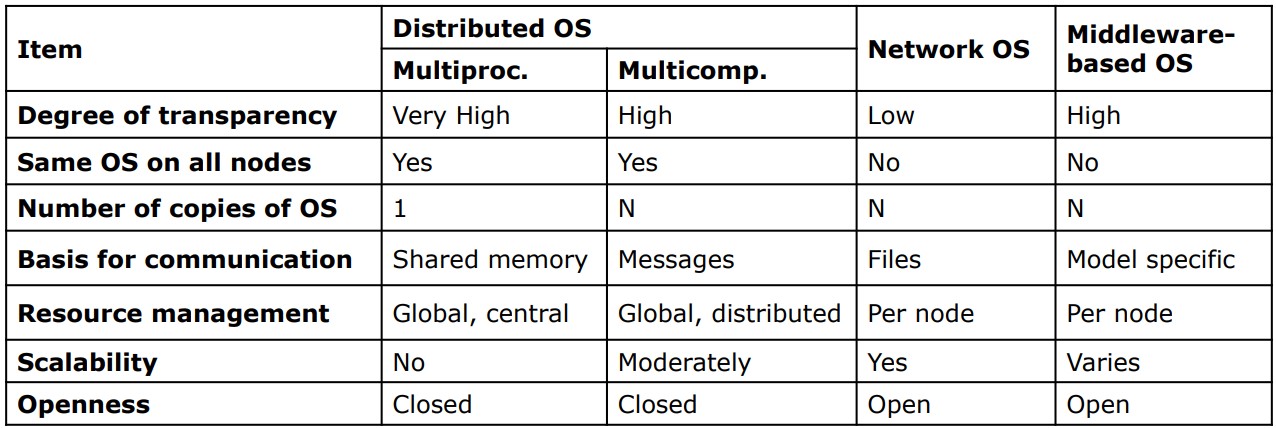 Item Distributed OS Network OS Middleware-
based OS
Multiproc. Multicomp.
Degree of transparency Very High High Low High
Same OS on all nodes Yes Yes No No
Number of copies of OS 1 N N N
Basis for communication Shared memory Messages Files Model specific
Resource management Global, central Global, distributed Per node Per node
Scalability No Moderately Yes Varies
Openness Closed Closed Open Open